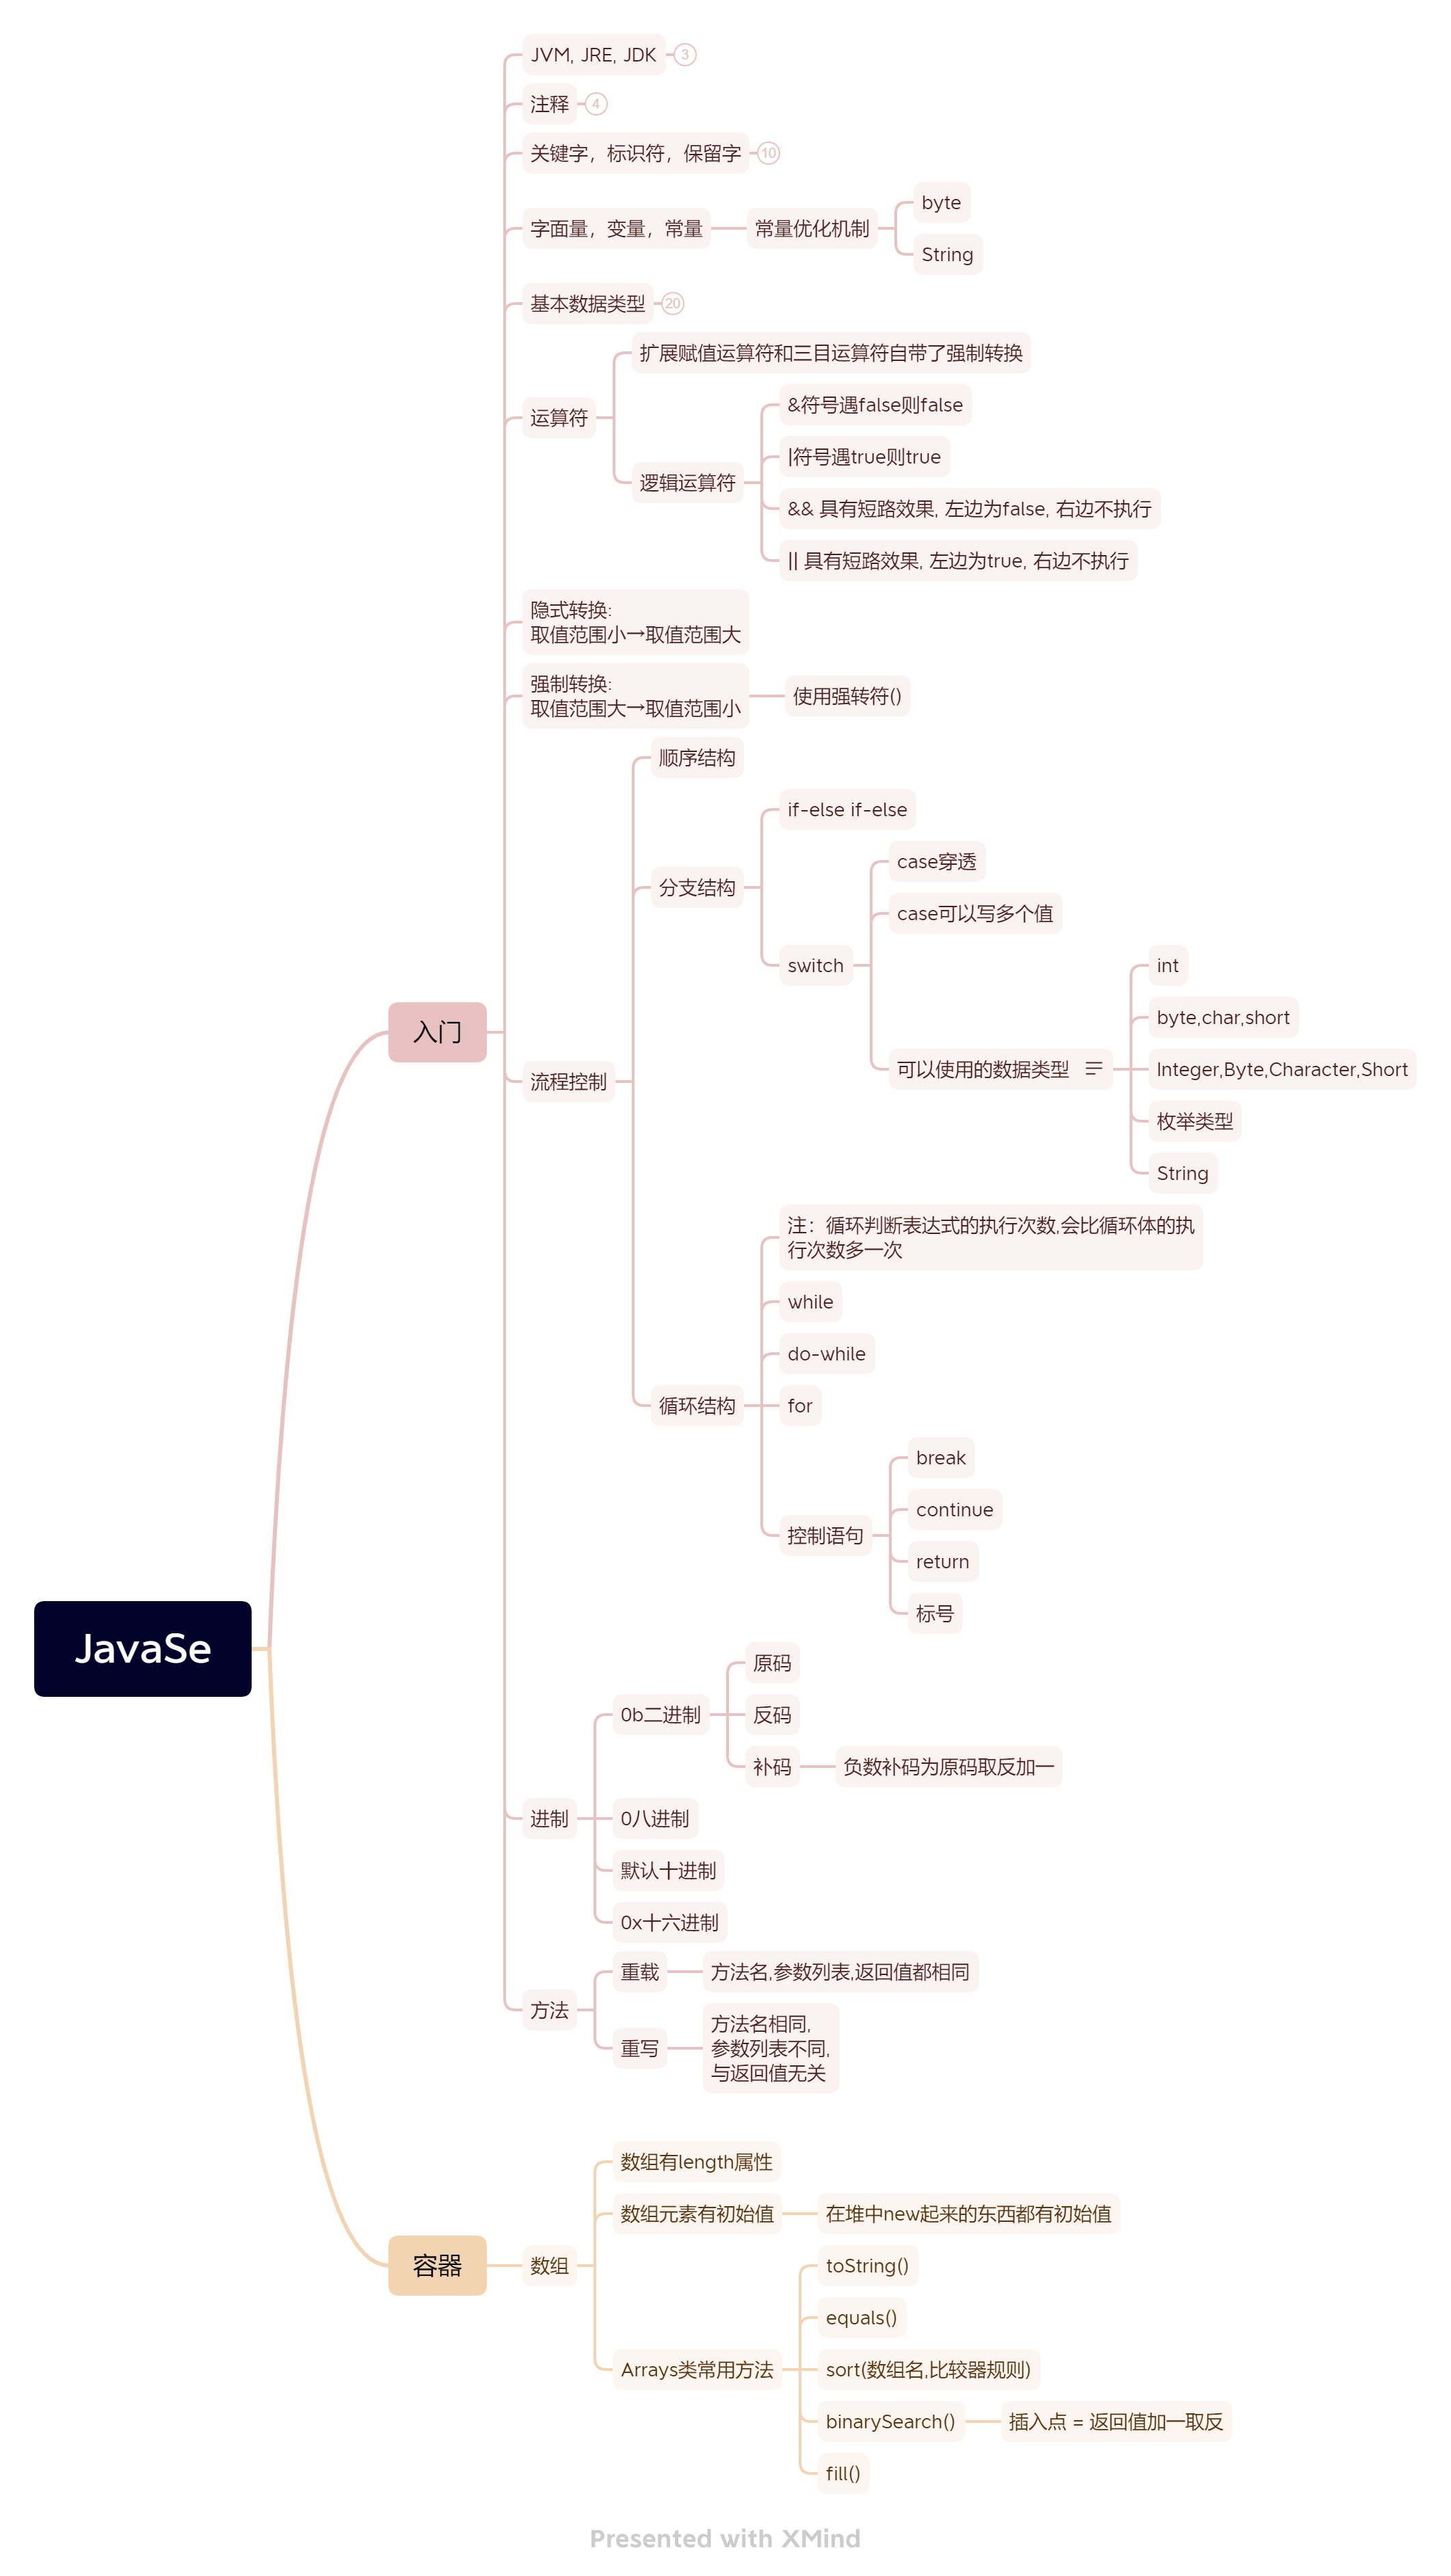 JVM, JRE, JDK
3
注释
4
关键字，标识符，保留字
10
字面量，变量，常量
常量优化机制
byte
String
基本数据类型
20
运算符
扩展赋值运算符和三目运算符自带了强制转换
逻辑运算符
&符号遇false则false
|符号遇true则true
&& 具有短路效果, 左边为false, 右边不执行
|| 具有短路效果, 左边为true, 右边不执行
隐式转换:
取值范围小→取值范围大
强制转换:
取值范围大→取值范围小
使用强转符()
入门
流程控制
顺序结构
分支结构
if-else if-else
switch
case穿透
case可以写多个值
可以使用的数据类型
int
byte,char,short
Integer,Byte,Character,Short
枚举类型
String
循环结构
注：循环判断表达式的执行次数,会比循环体的执
行次数多一次
while
do-while
for
控制语句
break
continue
return
标号
JavaSe
进制
0b二进制
原码
反码
补码
负数补码为原码取反加一
0八进制
默认十进制
0x十六进制
方法
重载
方法名,参数列表,返回值都相同
重写
方法名相同,
参数列表不同,
与返回值无关
容器
数组
数组有length属性
数组元素有初始值
在堆中new起来的东西都有初始值
Arrays类常用方法
toString()
equals()
sort(数组名,比较器规则)
binarySearch()
插入点 = 返回值加一取反
fill()
Presented with XMind